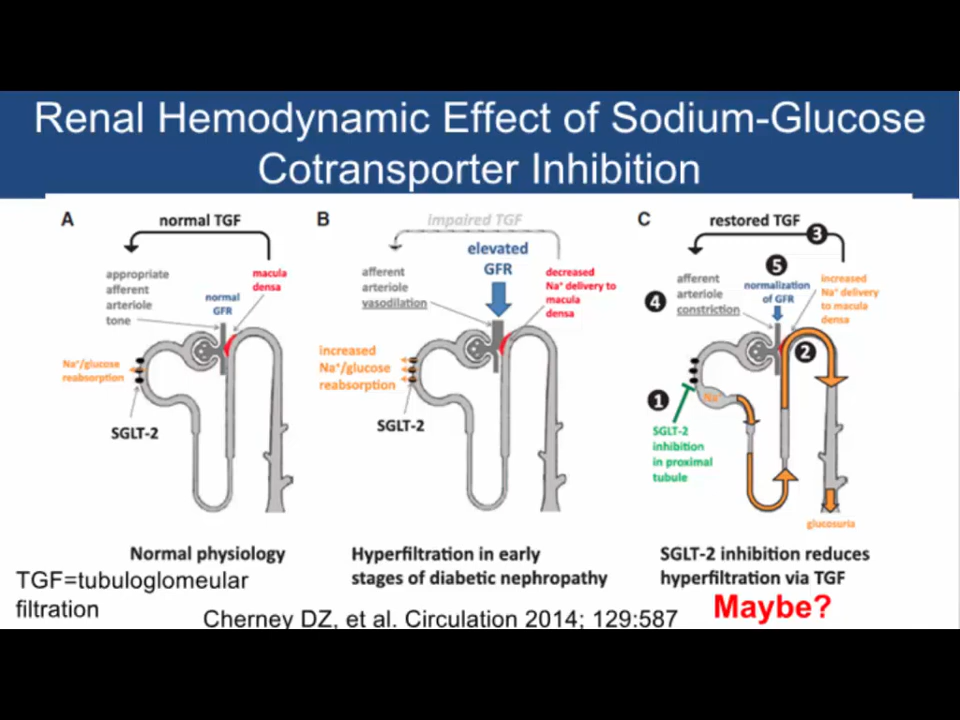 Renal Hemodynamic Effect of Sodium-Glucose
Cotransporter Inhibition
A
normal TGF
appropriate
afferent
arteriole
tone
normal
GFR
macula
densa
Na⁺/glucose
reabsorption
SGLT-2
Normal physiology
B
impaired TGF
elevated
GFR
afferent
arteriole
vasodilation
decreased
Na⁺ delivery to
macula
densa
increased
Na⁺/glucose
reabsorption
SGLT-2
Hyperfiltration in early
stages of diabetic nephropathy
C
restored TGF
3
5
afferent
arteriole
constriction
4
normalization
of GFR
increased
Na⁺ delivery
to macula
densa
2
1
Na⁺
SGLT-2
inhibition
in proximal
tubule
glucosuria
SGLT-2 inhibition reduces
hyperfiltration via TGF
Maybe?
TGF=tubuloglomeular
filtration
Cherney DZ, et al. Circulation 2014; 129:587